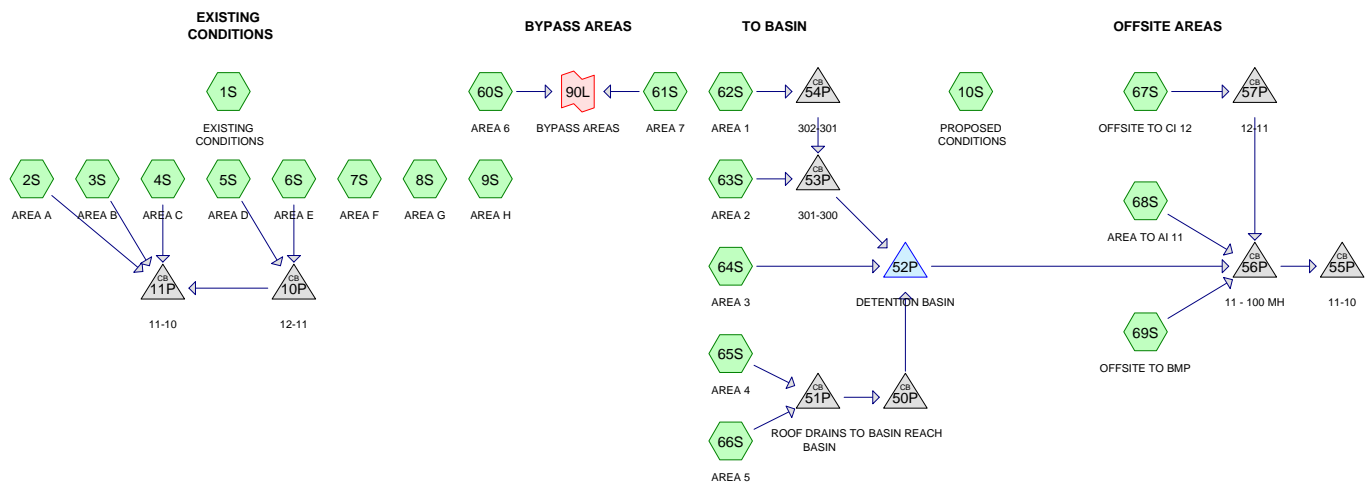 EXISTING
CONDITIONS
BYPASS AREAS
TO BASIN
OFFSITE AREAS
1S
EXISTING
CONDITIONS
60S
AREA 6
90L
BYPASS AREAS
61S
AREA 7
62S
AREA 1
CB
54P
302-301
10S
PROPOSED
CONDITIONS
67S
OFFSITE TO CI 12
CB
57P
12-11
2S
AREA A
3S
AREA B
4S
AREA C
5S
AREA D
6S
AREA E
7S
AREA F
8S
AREA G
9S
AREA H
63S
AREA 2
CB
53P
301-300
68S
AREA TO AI 11
CB
11P
11-10
CB
10P
12-11
64S
AREA 3
52P
DETENTION BASIN
CB
56P
11 - 100 MH
CB
55P
11-10
69S
OFFSITE TO BMP
65S
AREA 4
CB
51P
ROOF DRAINS TO
BASIN
CB
50P
BASIN REACH
66S
AREA 5